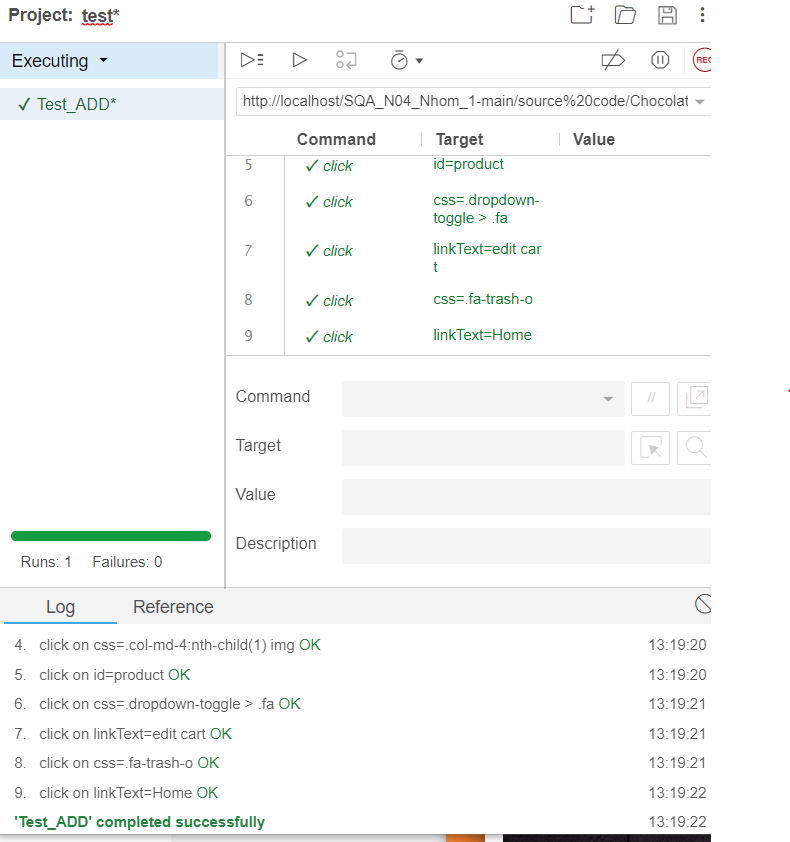 Project: test*
Executing
✓ Test_ADD*
REC
http://localhost/SQA_N04_Nhom_1-main/source%20code/Chocolat
Command Target Value
5 ✓ click id=product
6 ✓ click css=.dropdown-
toggle > .fa
7 ✓ click linkText=edit car
t
8 ✓ click css=.fa-trash-o
9 ✓ click linkText=Home
Command //
Target
Value
Description
Runs: 1 Failures: 0
Log Reference
4. click on css=.col-md-4:nth-child(1) img OK 13:19:20
5. click on id=product OK 13:19:20
6. click on css=.dropdown-toggle > .fa OK 13:19:21
7. click on linkText=edit cart OK 13:19:21
8. click on css=.fa-trash-o OK 13:19:21
9. click on linkText=Home OK 13:19:22
'Test_ADD' completed successfully 13:19:22